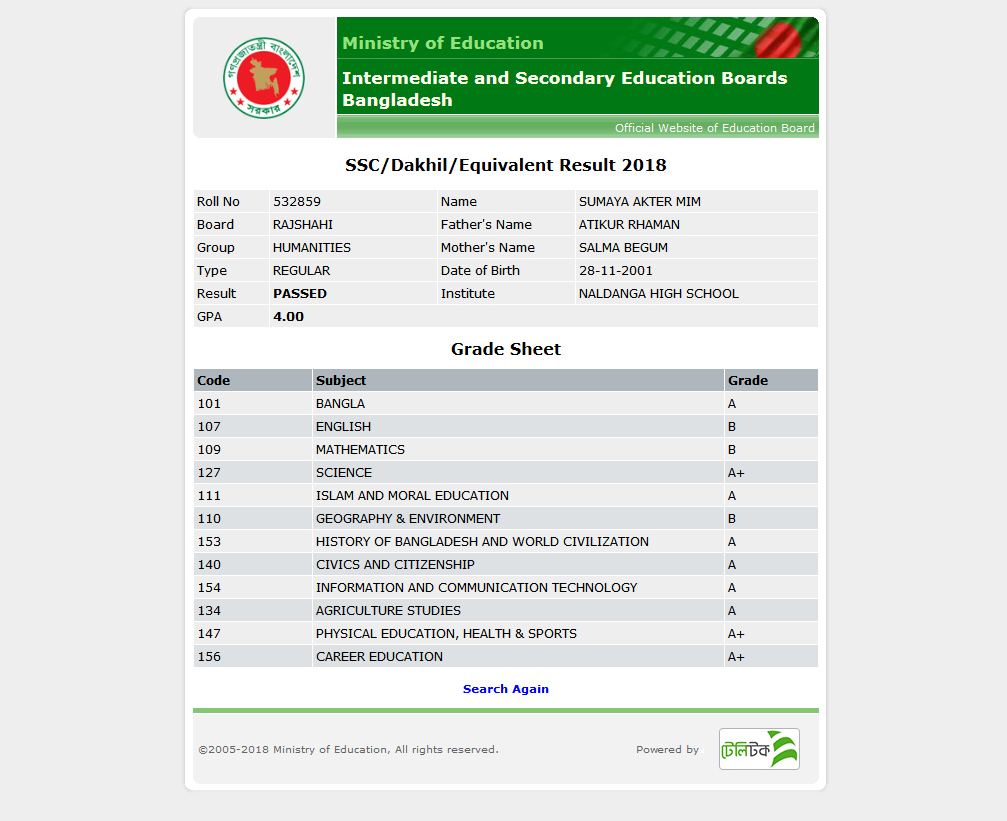 গণপ্রজাতন্ত্রী বাংলাদেশ
সরকার
Ministry of Education
Intermediate and Secondary Education Boards
Bangladesh
Official Website of Education Board
SSC/Dakhil/Equivalent Result 2018
Roll No 532859 Name SUMAYA AKTER MIM
Board RAJSHAHI Father's Name ATIKUR RHAMAN
Group HUMANITIES Mother's Name SALMA BEGUM
Type REGULAR Date of Birth 28-11-2001
Result PASSED Institute NALDANGA HIGH SCHOOL
GPA 4.00
Grade Sheet
Code Subject Grade
101 BANGLA A
107 ENGLISH B
109 MATHEMATICS B
127 SCIENCE A+
111 ISLAM AND MORAL EDUCATION A
110 GEOGRAPHY & ENVIRONMENT B
153 HISTORY OF BANGLADESH AND WORLD CIVILIZATION A
140 CIVICS AND CITIZENSHIP A
154 INFORMATION AND COMMUNICATION TECHNOLOGY A
134 AGRICULTURE STUDIES A
147 PHYSICAL EDUCATION, HEALTH & SPORTS A+
156 CAREER EDUCATION A+
Search Again
©2005-2018 Ministry of Education, All rights reserved. Powered by টেলিটক